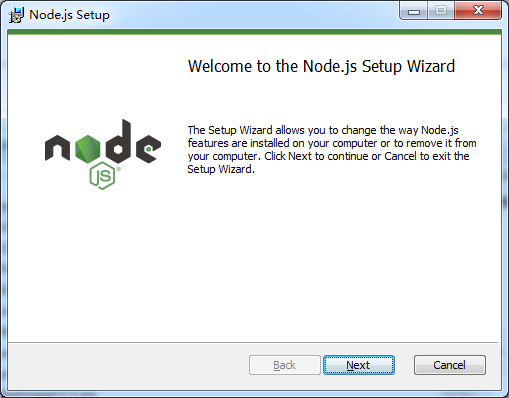 Node.js Setup
Welcome to the Node.js Setup Wizard
node
JS
The Setup Wizard allows you to change the way Node.js
features are installed on your computer or to remove it from
your computer. Click Next to continue or Cancel to exit the
Setup Wizard.
Back Next Cancel